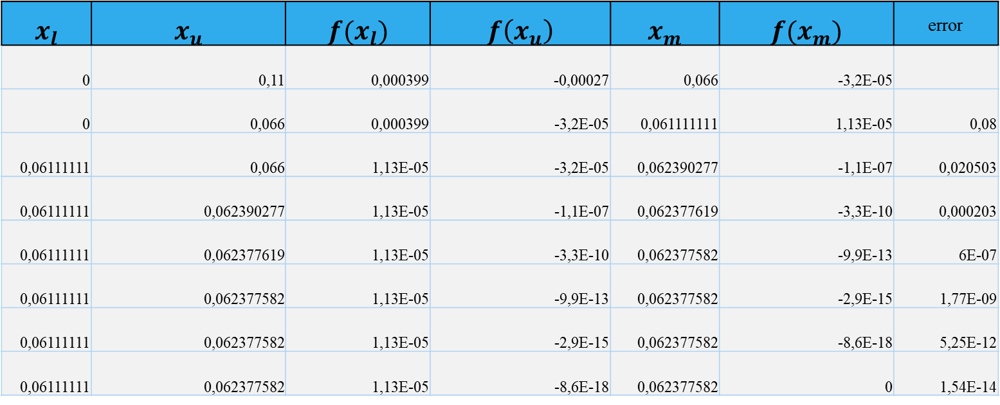 x_l x_u f(x_l) f(x_u) x_m f(x_m) error
0 0,11 0,000399 -0,00027 0,066 -3,2E-05
0 0,066 0,000399 -3,2E-05 0,061111111 1,13E-05 0,08
0,06111111 0,066 1,13E-05 -3,2E-05 0,062390277 -1,1E-07 0,020503
0,06111111 0,062390277 1,13E-05 -1,1E-07 0,062377619 -3,3E-10 0,000203
0,06111111 0,062377619 1,13E-05 -3,3E-10 0,062377582 -9,9E-13 6E-07
0,06111111 0,062377582 1,13E-05 -9,9E-13 0,062377582 -2,9E-15 1,77E-09
0,06111111 0,062377582 1,13E-05 -2,9E-15 0,062377582 -8,6E-18 5,25E-12
0,06111111 0,062377582 1,13E-05 -8,6E-18 0,062377582 0 1,54E-14